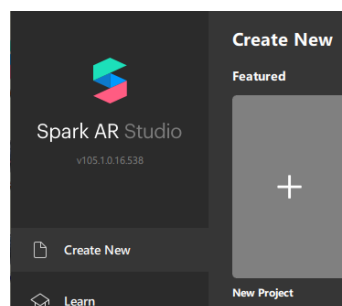 Spark AR Studio
v105.1.0.16.538
Create New
Learn
Create New
Featured
New Project